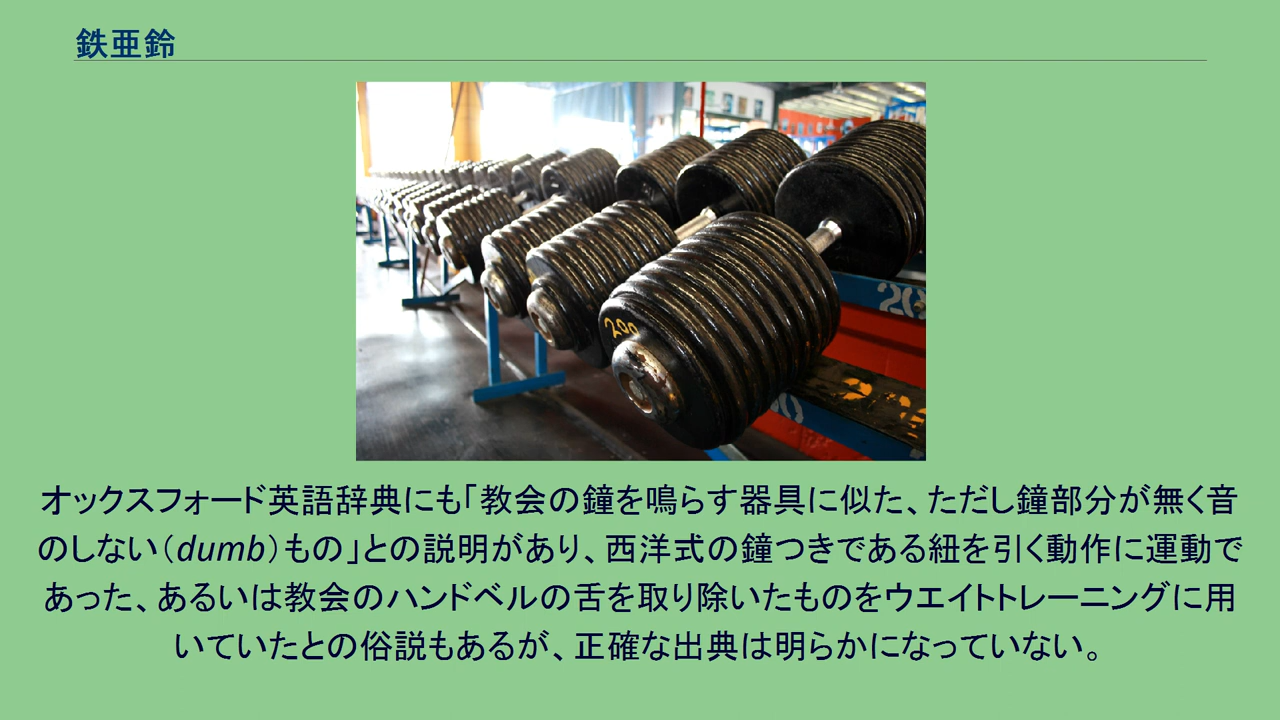 鉄亜鈴
200
20
オックスフォード英語辞典にも「教会の鐘を鳴らす器具に似た、ただし鐘部分が無く音
のしない（dumb）もの」との説明があり、西洋式の鐘つきである紐を引く動作に運動で
あった、あるいは教会のハンドベルの舌を取り除いたものをウエイトトレーニングに用
いていたとの俗説もあるが、正確な出典は明らかになっていない。